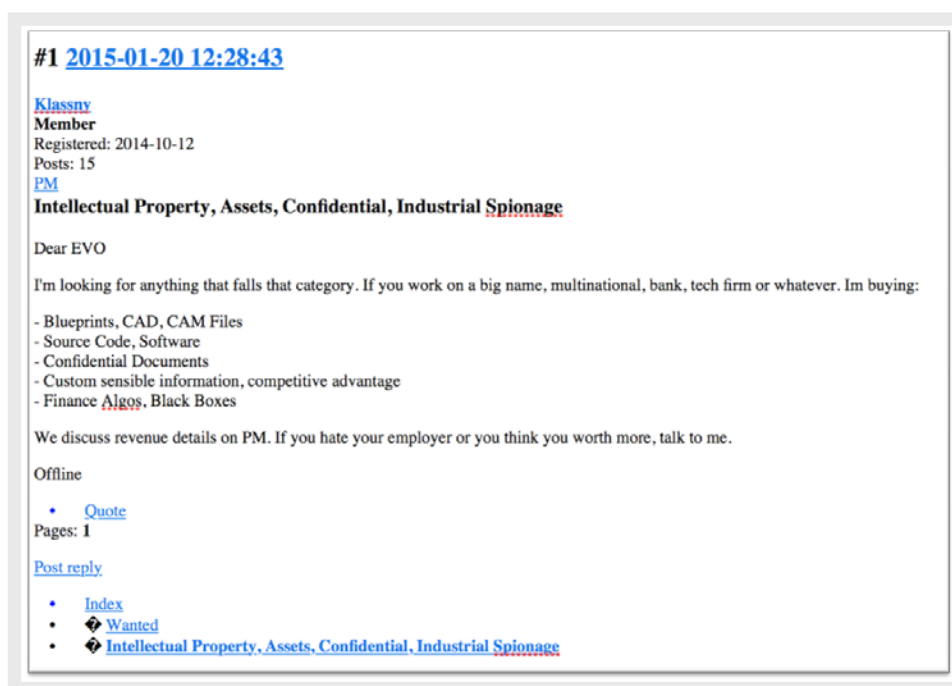 #1 2015-01-20 12:28:43
Klassny
Member
Registered: 2014-10-12
Posts: 15
PM
Intellectual Property, Assets, Confidential, Industrial Spionage
Dear EVO
I'm looking for anything that falls that category. If you work on a big name, multinational, bank, tech firm or whatever. Im buying:
- Blueprints, CAD, CAM Files
- Source Code, Software
- Confidential Documents
- Custom sensible information, competitive advantage
- Finance Algos, Black Boxes
We discuss revenue details on PM. If you hate your employer or you think you worth more, talk to me.
Offline
• Quote
Pages: 1
Post reply
• Index
• � Wanted
• � Intellectual Property, Assets, Confidential, Industrial Spionage